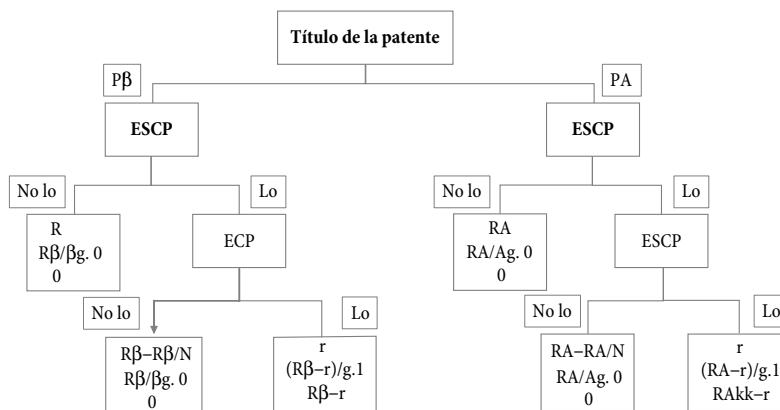 Título de la patente
Pβ
PA
ESCP
ESCP
No lo
Lo
No lo
Lo
R
Rβ/βg. 0
0
ECP
RA
RA/Ag. 0
0
ESCP
No lo
Lo
No lo
Lo
Rβ–Rβ/N
Rβ/βg. 0
0
r
(Rβ–r)/g.1
Rβ–r
RA–RA/N
RA/Ag. 0
0
r
(RA–r)/g.1
RAkk–r